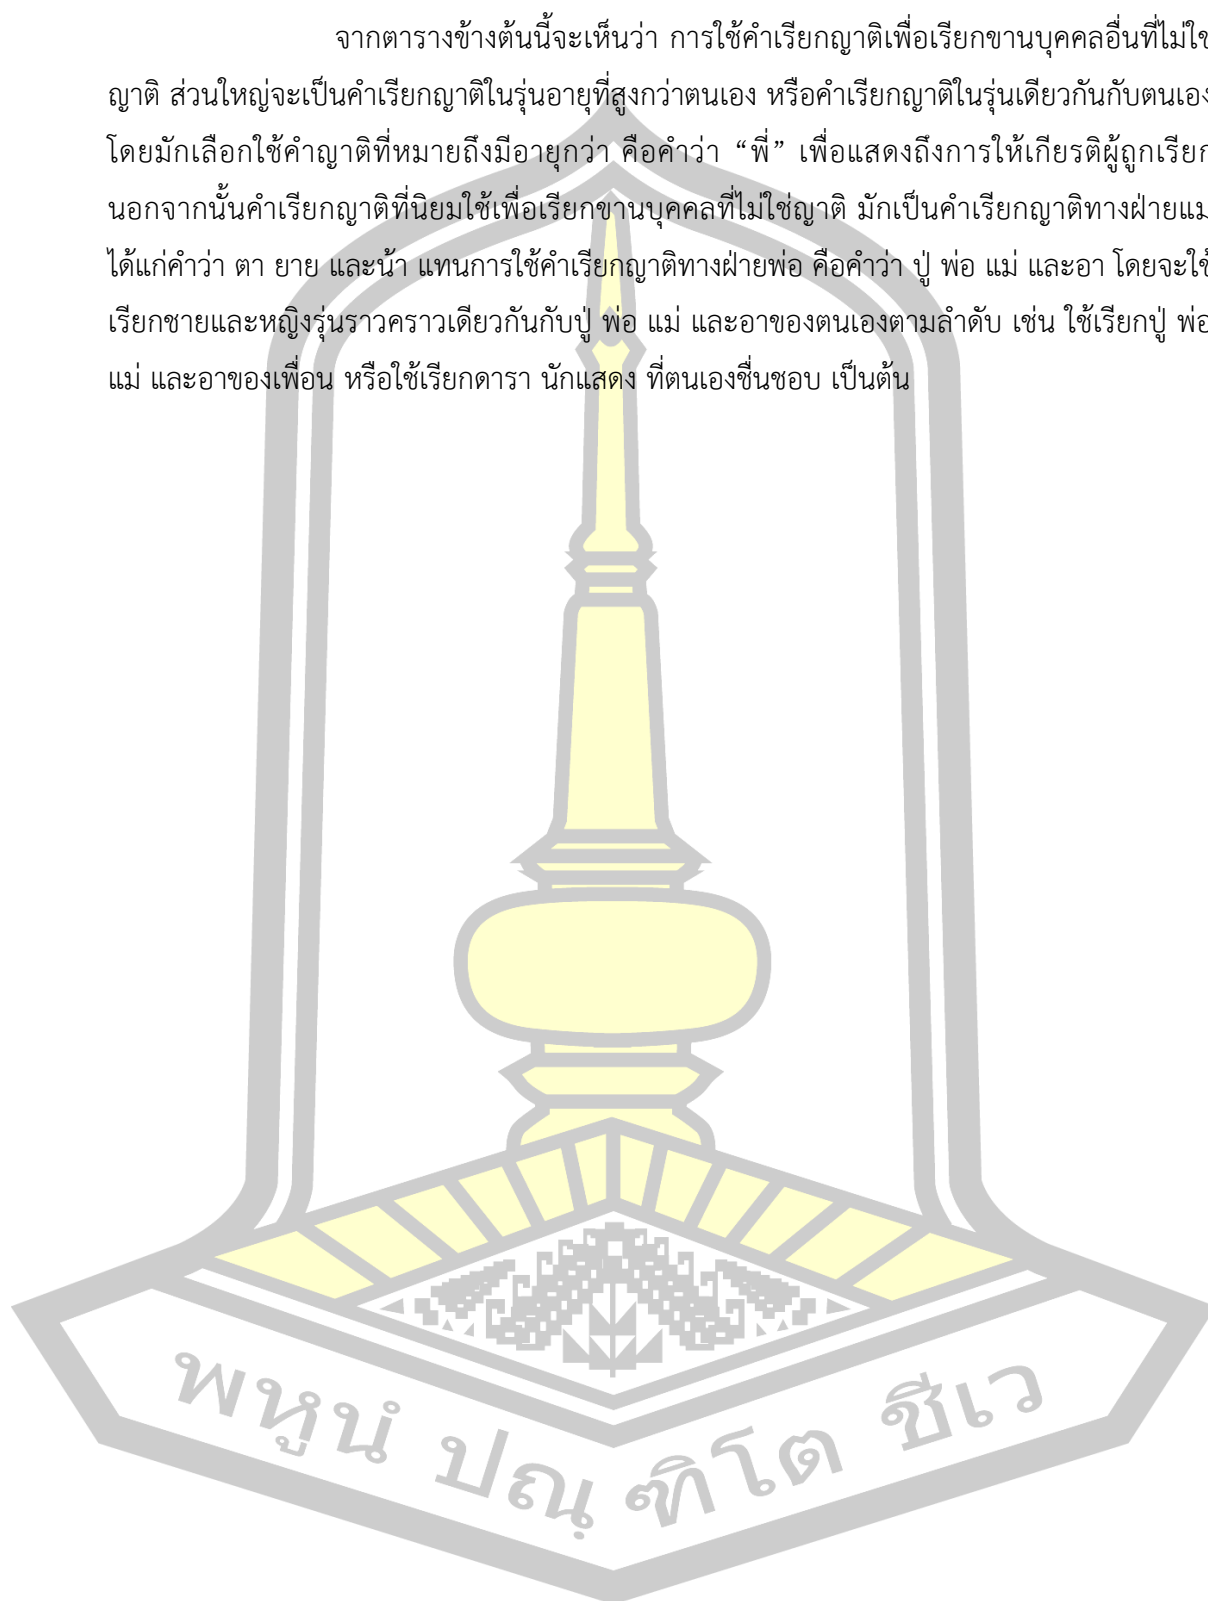 จากตารางข้างต้นนี้จะเห็นว่า การใช้คำเรียกญาติเพื่อเรียกขานบุคคลอื่นที่ไม่ใช
ญาติ ส่วนใหญ่จะเป็นคำเรียกญาติในรุ่นอายุที่สูงกว่าตนเอง หรือคำเรียกญาติในรุ่นเดียวกันกับตนเอง
โดยมักเลือกใช้คำญาติที่หมายถึงมีอายุกว่า คือคำว่า “พี่” เพื่อแสดงถึงการให้เกียรติผู้ถูกเรียก
นอกจากนั้นคำเรียกญาติที่นิยมใช้เพื่อเรียกขานบุคคลที่ไม่ใช่ญาติ มักเป็นคำเรียกญาติทางฝ่ายแม
ได้แก่คำว่า ตา ยาย และน้า แทนการใช้คำเรียกญาติทางฝ่ายพ่อ คือคำว่า ปู่ พ่อ แม่ และอา โดยจะใช้
เรียกชายและหญิงรุ่นราวคราวเดียวกันกับปู่ พ่อ แม่ และอาของตนเองตามลำดับ เช่น ใช้เรียกปู่ พ่อ
แม่ และอาของเพื่อน หรือใช้เรียกดารา นักแสดง ที่ตนเองชื่นชอบ เป็นต้น
พหูนํ ปณฺฑิโต ชีเว